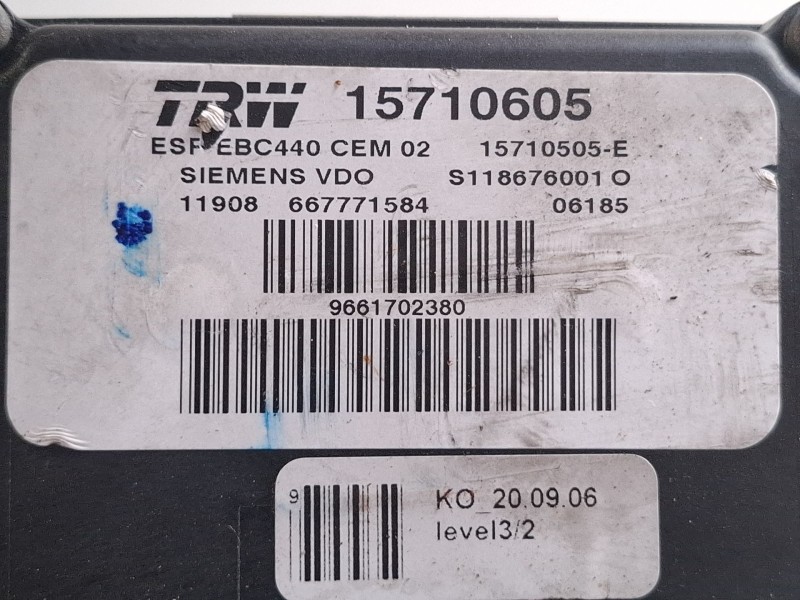 TRW 15710605
ESP EBC440 CEM 02 15710505-E
SIEMENS VDO S118676001 O
11908 667771584 06185
9661702380
9
KO_20.09.06
level3/2